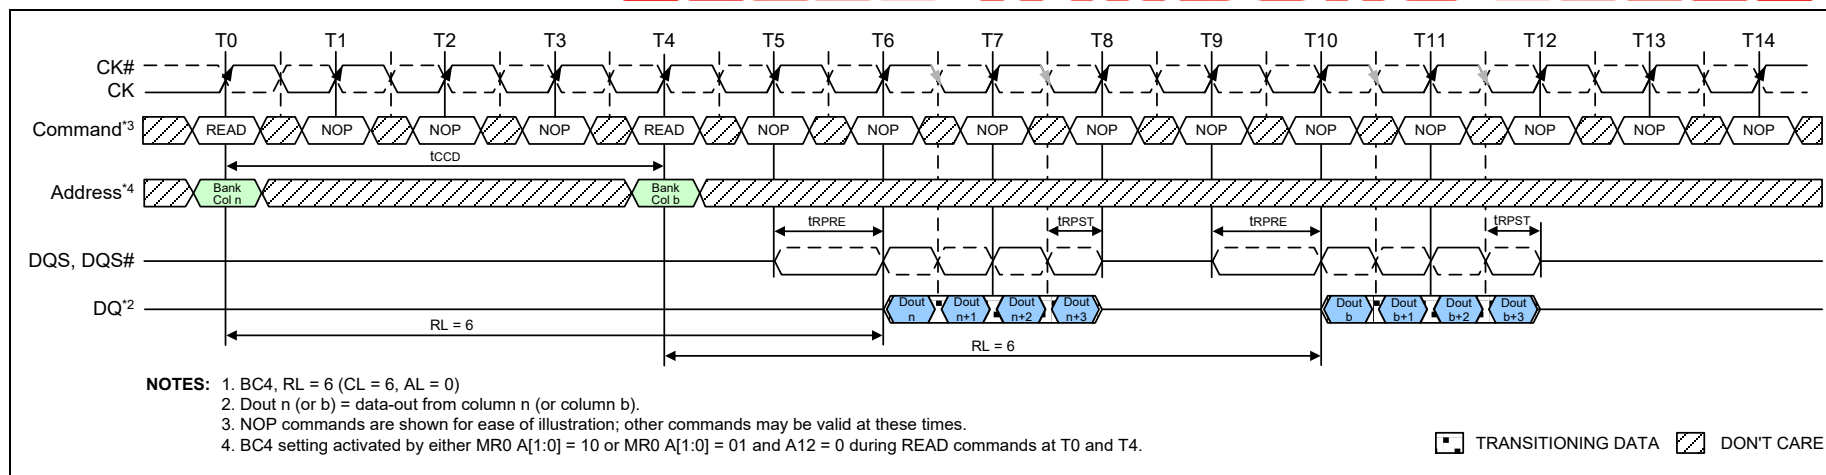 T0 T1 T2 T3 T4 T5 T6 T7 T8 T9 T10 T11 T12 T13 T14
CK#
CK
Command*3 READ NOP NOP NOP READ NOP NOP NOP NOP NOP NOP NOP NOP NOP NOP
tCCD
Address*4 Bank Col n Bank Col b
tRPRE tRPST tRPRE tRPST
DQS, DQS#
DQ*2 Dout n Dout n+1 Dout n+2 Dout n+3 Dout b Dout b+1 Dout b+2 Dout b+3
RL = 6
RL = 6
NOTES: 1. BC4, RL = 6 (CL = 6, AL = 0)
2. Dout n (or b) = data-out from column n (or column b).
3. NOP commands are shown for ease of illustration; other commands may be valid at these times.
4. BC4 setting activated by either MR0 A[1:0] = 10 or MR0 A[1:0] = 01 and A12 = 0 during READ commands at T0 and T4.
TRANSITIONING DATA DON'T CARE